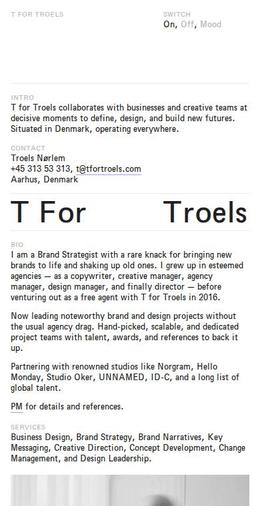 T FOR TROELS
SWITCH
On, Off, Mood
INTRO
T for Troels collaborates with businesses and creative teams at
decisive moments to define, design, and build new futures.
Situated in Denmark, operating everywhere.
CONTACT
Troels Nørlem
+45 313 53 313, t@tfortroels.com
Aarhus, Denmark
T For Troels
BIO
I am a Brand Strategist with a rare knack for bringing new
brands to life and shaking up old ones. I grew up in esteemed
agencies — as a copywriter, creative manager, agency
manager, design manager, and finally director — before
venturing out as a free agent with T for Troels in 2016.
Now leading noteworthy brand and design projects without
the usual agency drag. Hand-picked, scalable, and dedicated
project teams with talent, awards, and references to back it
up.
Partnering with renowned studios like Norgram, Hello
Monday, Studio Oker, UNNAMED, ID-C, and a long list of
global talent.
PM for details and references.
SERVICES
Business Design, Brand Strategy, Brand Narratives, Key
Messaging, Creative Direction, Concept Development, Change
Management, and Design Leadership.